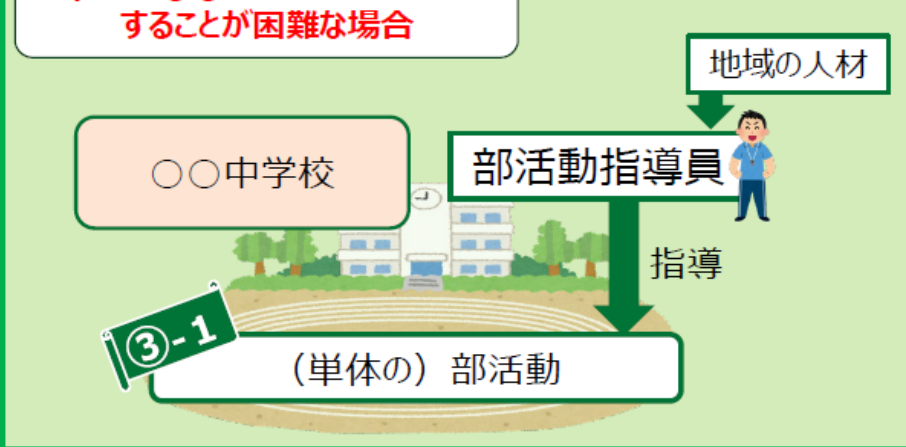 することが困難な場合
地域の人材
○○中学校
部活動指導員
指導
③-1
（単体の）部活動